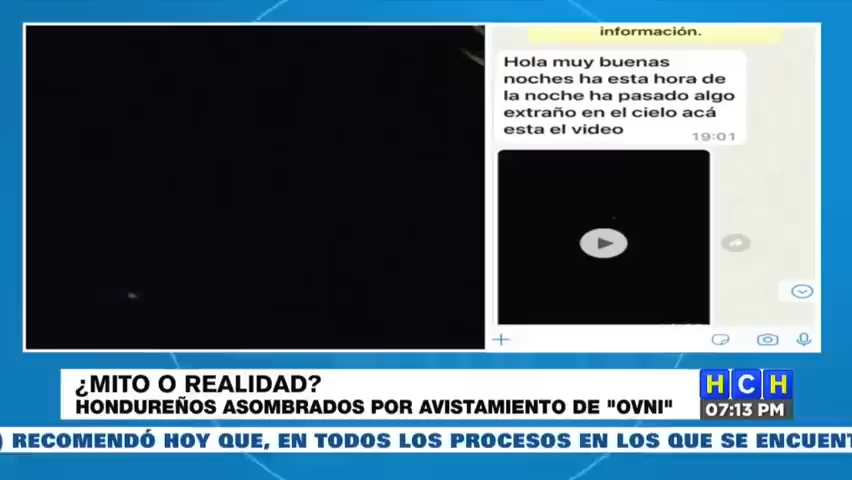 información.
Hola muy buenas
noches ha esta hora de
la noche ha pasado algo
extraño en el cielo acá
esta el video
19:01
¿MITO O REALIDAD?
HONDUREÑOS ASOMBRADOS POR AVISTAMIENTO DE "OVNI"
HCH
07:13 PM
) RECOMENDÓ HOY QUE, EN TODOS LOS PROCESOS EN LOS QUE SE ENCUENT